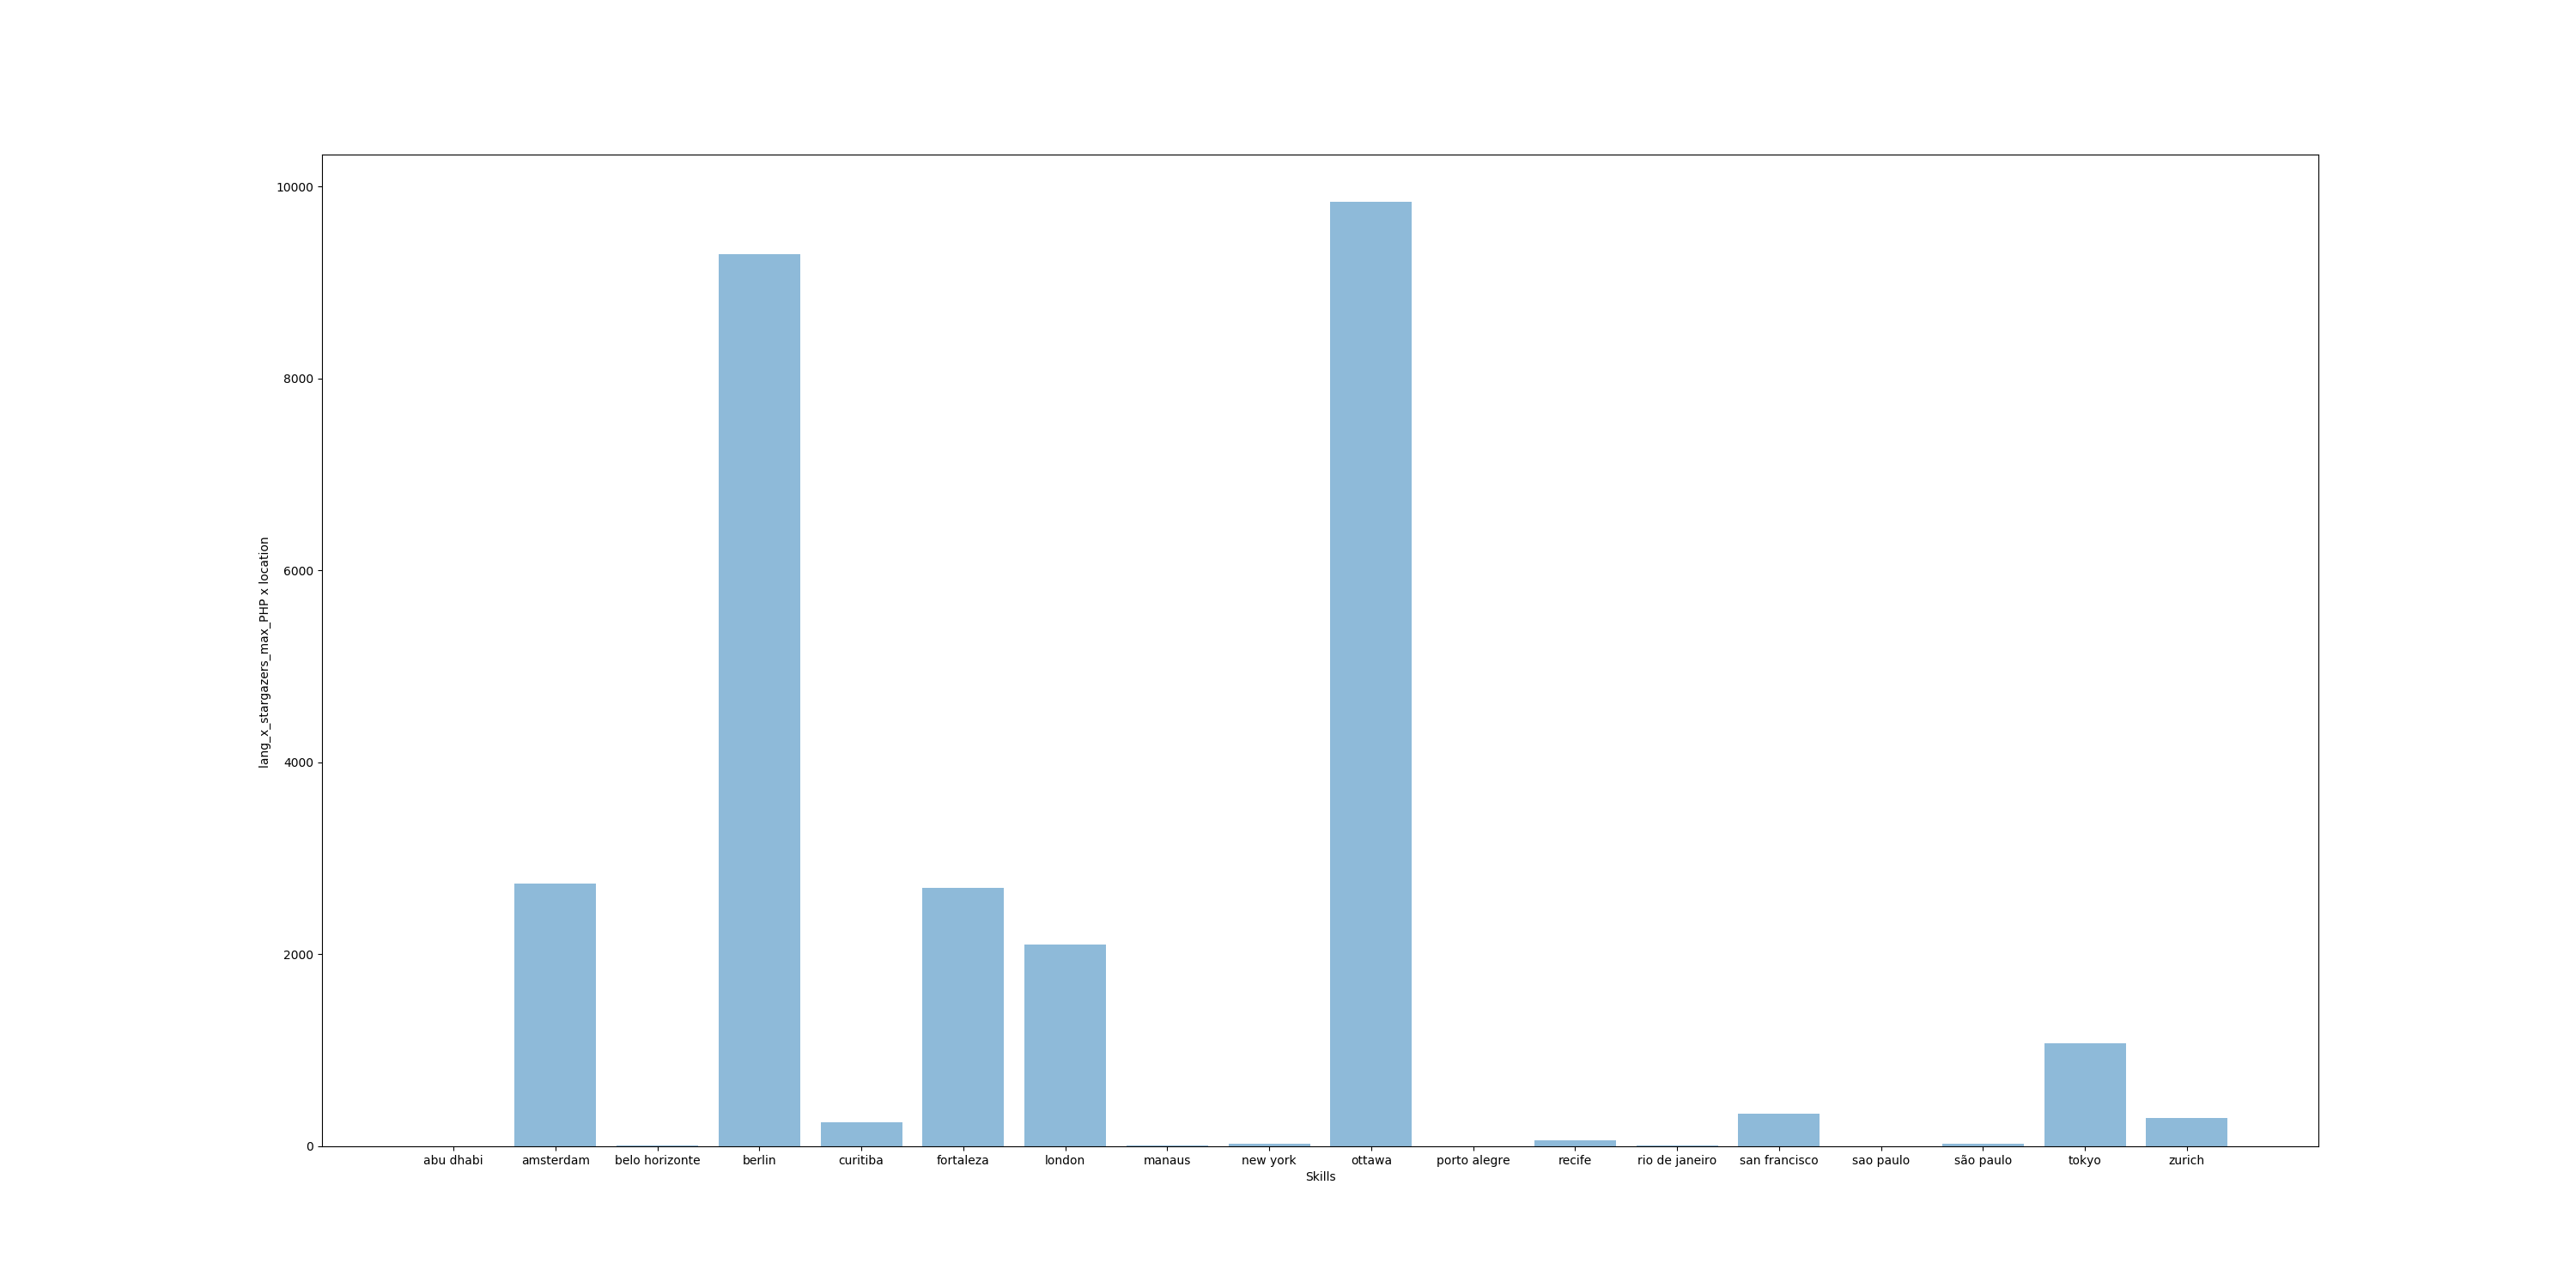 10000
8000
6000
4000
2000
0
lang_x_stargazers_max_PHP x location
abu dhabi amsterdam belo horizonte berlin curitiba fortaleza london manaus new york ottawa porto alegre recife rio de janeiro san francisco sao paulo são paulo tokyo zurich
Skills